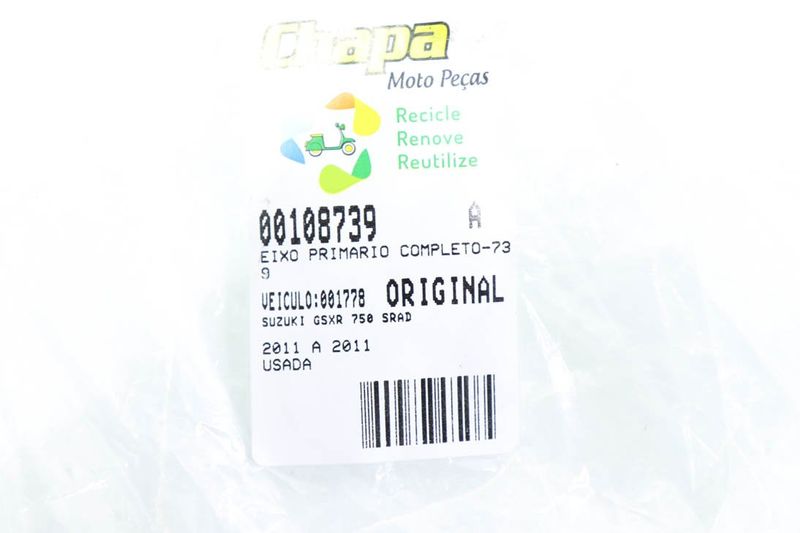 Chapa
Moto Peças
Recicle
Renove
Reutilize
00108739 A
EIXO PRIMARIO COMPLETO-73
9
VEICULO:001778 ORIGINAL
SUZUKI GSXR 750 SRAD
2011 A 2011
USADA